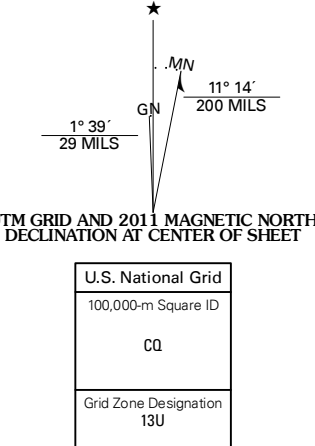 ★
MN
GN
11° 14´
200 MILS
1° 39´
29 MILS
UTM GRID AND 2011 MAGNETIC NORTH
DECLINATION AT CENTER OF SHEET
U.S. National Grid
100,000-m Square ID
CQ
Grid Zone Designation
13U